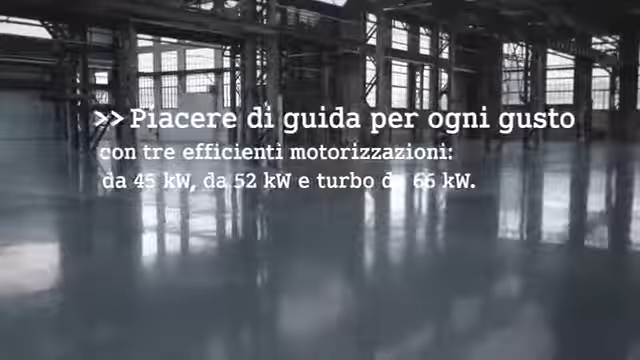 >> Piacere di guida per ogni gusto
con tre efficienti motorizzazioni:
da 45 kW, da 52 kW e turbo da 66 kW.